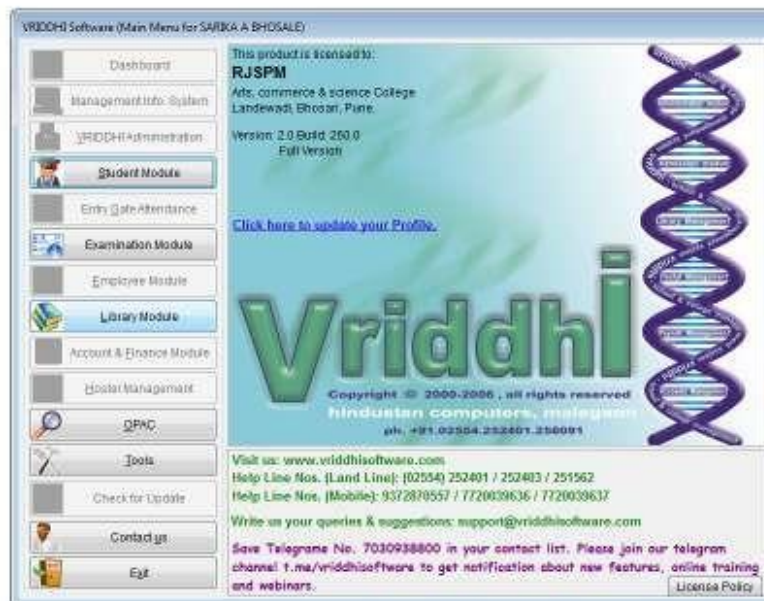 VRIDDHI Software (Main Menu for SARIKA A BHOSALE)
Dashboard
Management Info. System
VRIDDHI Administration
Student Module
Entry Gate Attendance
Examination Module
Employee Module
Library Module
Account & Finance Module
Hostel Management
OPAC
Tools
Check for Update
Contact us
Exit
This product is licensed to:
RJSPM
Arts, commerce & science College
Landewadi, Bhosari, Pune.
Version: 2.0 Build: 250.0
Full Version
Click here to update your Profile.
Vriddhi
Copyright © 2000-2006 , all rights reserved
hindustan computers, malegaon
ph. +91.02554.252401.250091
Visit us: www.vriddhisoftware.com
Help Line Nos. (Land Line): (02554) 252401 / 252403 / 251562
Help Line Nos. (Mobile): 9372870557 / 7720039636 / 7720039637
Write us your queries & suggestions: support@vriddhisoftware.com
Save Telegrame No. 7030938800 in your contact list. Please join our telegram
channel t.me/vriddhisoftware to get notification about new features, online training
and webinars.
License Policy